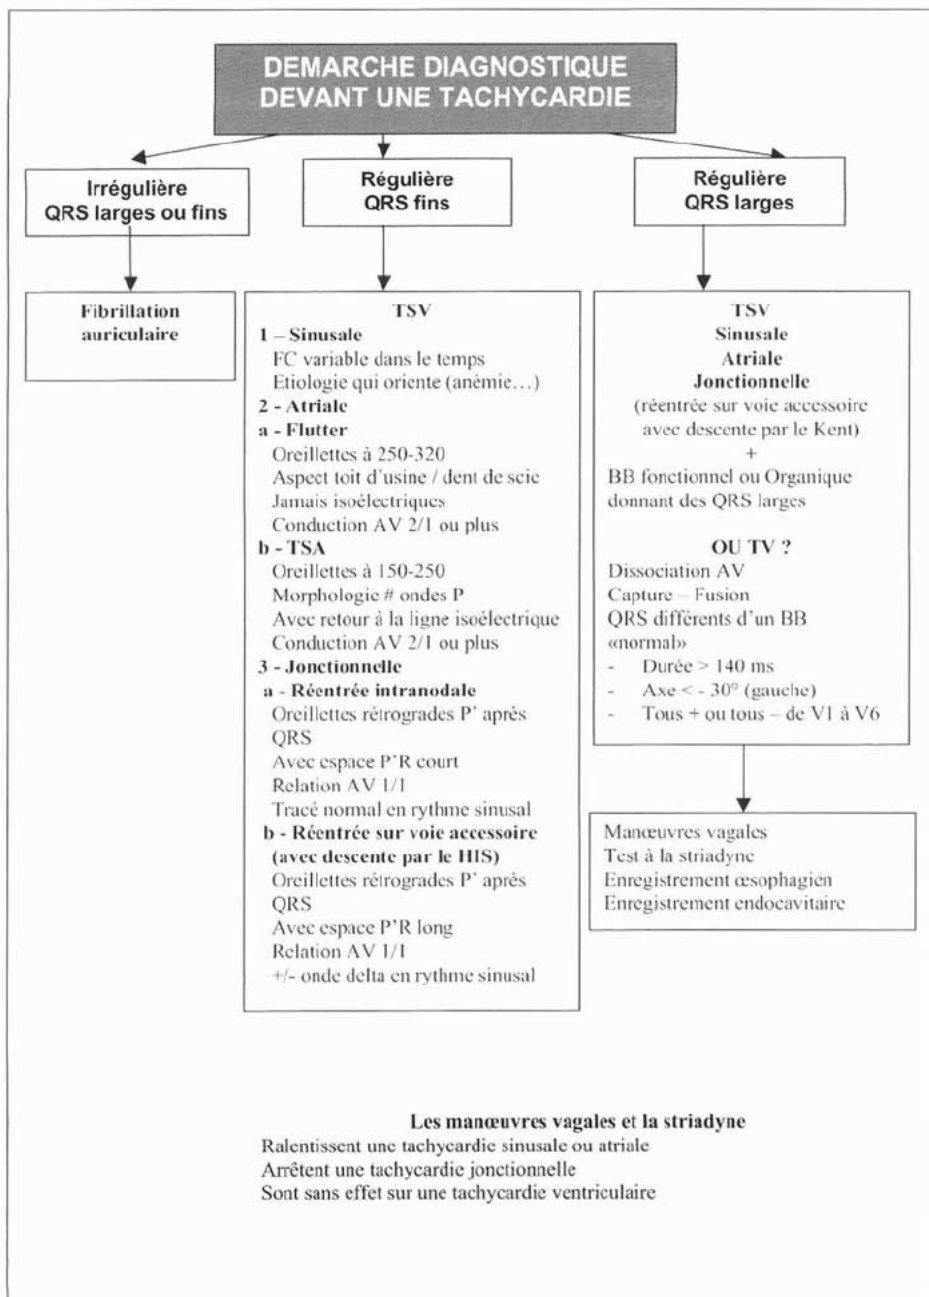 DEMARCHE DIAGNOSTIQUE
DEVANT UNE TACHYCARDIE
Irrégulière
QRS larges ou fins
Régulière
QRS fins
Régulière
QRS larges
Fibrillation
auriculaire
TSV
1 – Sinusale
FC variable dans le temps
Etiologie qui oriente (anémie…)
2 - Atriale
a - Flutter
Oreillettes à 250-320
Aspect toit d'usine / dent de scie
Jamais isoélectriques
Conduction AV 2/1 ou plus
b - TSA
Oreillettes à 150-250
Morphologie # ondes P
Avec retour à la ligne isoélectrique
Conduction AV 2/1 ou plus
3 - Jonctionnelle
a - Réentrée intranodale
Oreillettes rétrogrades P' après
QRS
Avec espace P'R court
Relation AV 1/1
Tracé normal en rythme sinusal
b - Réentrée sur voie accessoire
(avec descente par le HIS)
Oreillettes rétrogrades P' après
QRS
Avec espace P'R long
Relation AV 1/1
+/- onde delta en rythme sinusal
TSV
Sinusale
Atriale
Jonctionnelle
(réentrée sur voie accessoire
avec descente par le Kent)
+
BB fonctionnel ou Organique
donnant des QRS larges
OU TV ?
Dissociation AV
Capture – Fusion
QRS différents d'un BB
«normal»
- Durée > 140 ms
- Axe < - 30° (gauche)
- Tous + ou tous – de V1 à V6
Manœuvres vagales
Test à la striadyne
Enregistrement œsophagien
Enregistrement endocavitaire
Les manœuvres vagales et la striadyne
Ralentissent une tachycardie sinusale ou atriale
Arrêtent une tachycardie jonctionnelle
Sont sans effet sur une tachycardie ventriculaire